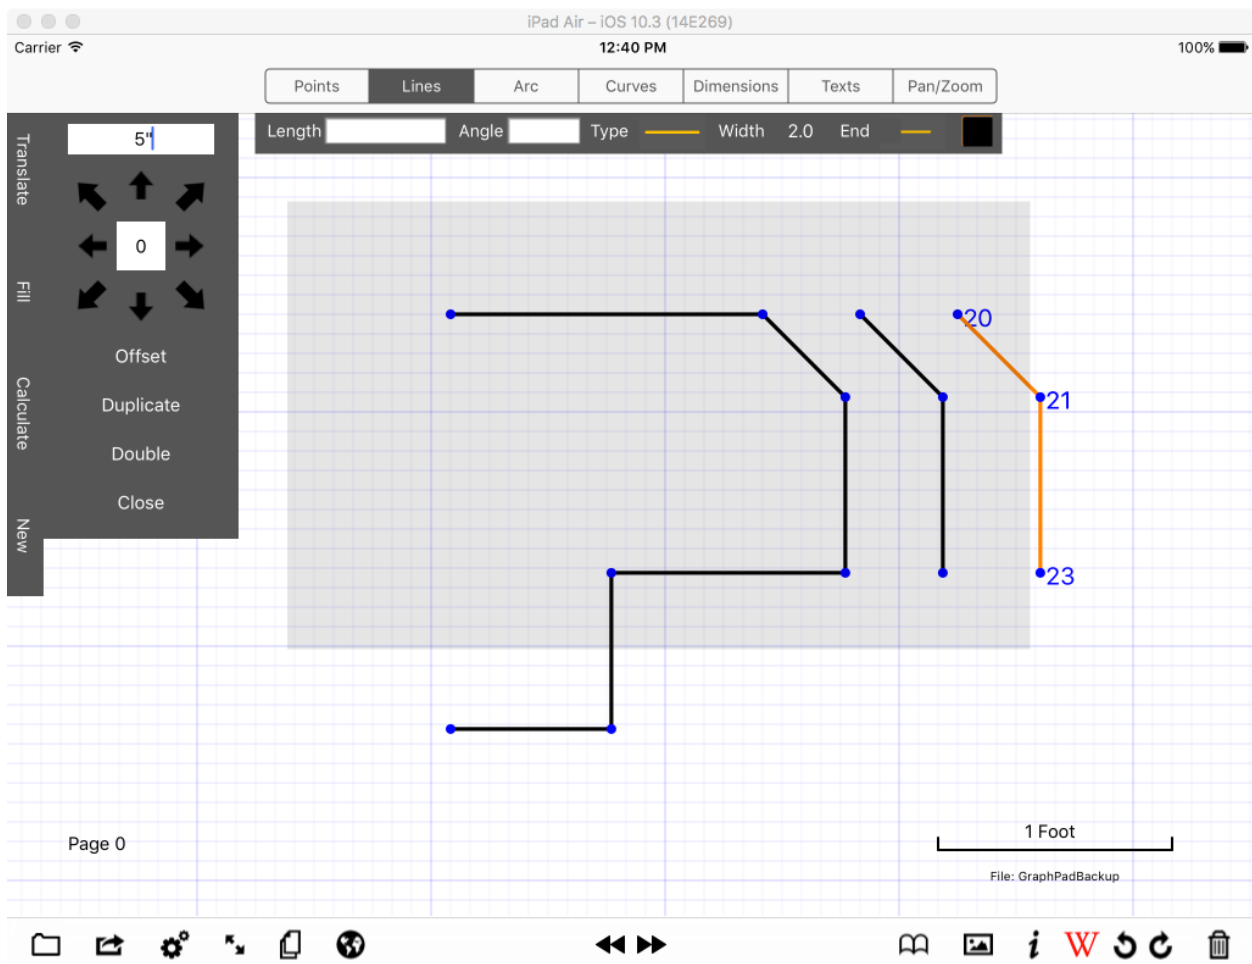 iPad Air – iOS 10.3 (14E269)
Carrier 12:40 PM 100%
Points Lines Arc Curves Dimensions Texts Pan/Zoom
Length Angle Type Width 2.0 End
Translate
Fill
Calculate
New
5"
0
Offset
Duplicate
Double
Close
20
21
23
Page 0
1 Foot
File: GraphPadBackup
i W